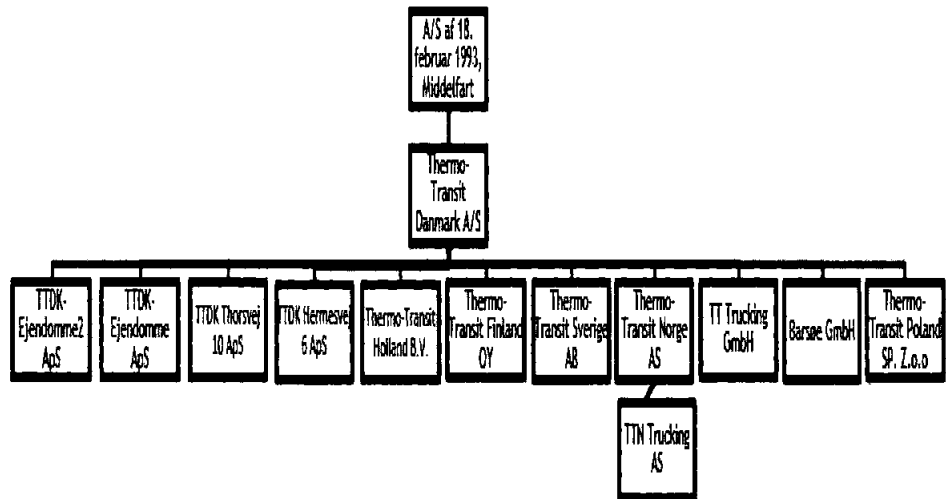 A/S af 18.
februar 1993,
Middelfart
Thermo-
Transit
Danmark A/S
TTDK-
Ejendomme2
ApS
TTDK-
Ejendomme
ApS
TTDK Thorsvej
10 ApS
TTDK Hermesvej
6 ApS
Thermo-Transit
Holland B.V.
Thermo-
Transit Finland
OY
Thermo-
Transit Sverige
AB
Thermo-
Transit Norge
AS
TT Trucking
GmbH
Barsøe GmbH
Thermo-
Transit Poland
SP. Z.o.o
TTN Trucking
AS